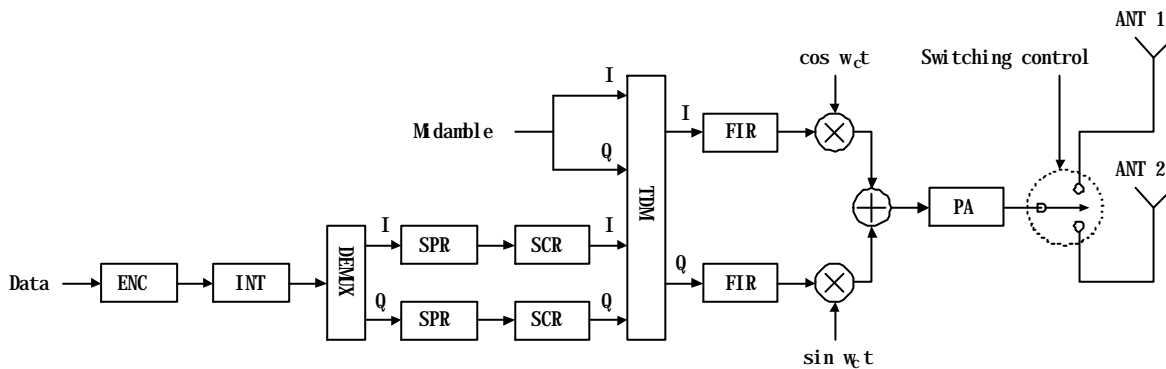 ANT 1
cos w_c t
Switching control
I
I
Midamble
FIR
Q
ANT 2
TDM
PA
I
SPR
SCR
I
DEMUX
Q
FIR
Data
ENC
INT
Q
SPR
SCR
Q
sin w_c t